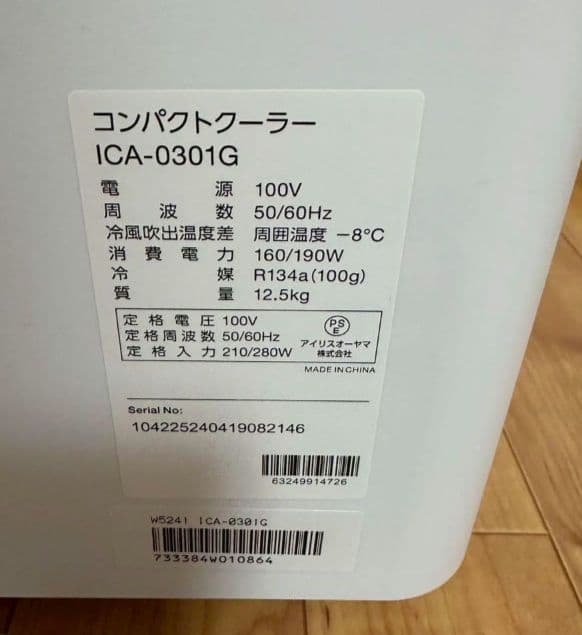 コンパクトクーラー
ICA-0301G
電源 100V
周波数 50/60Hz
冷風吹出温度差 周囲温度 -8℃
消費電力 160/190W
冷媒 R134a(100g)
質量 12.5kg
定格電圧 100V
定格周波数 50/60Hz
定格入力 210/280W
PSE
アイリスオーヤマ
株式会社
MADE IN CHINA
Serial No:
104225240419082146
63249914726
W5241 ICA-0301G
733384W010864